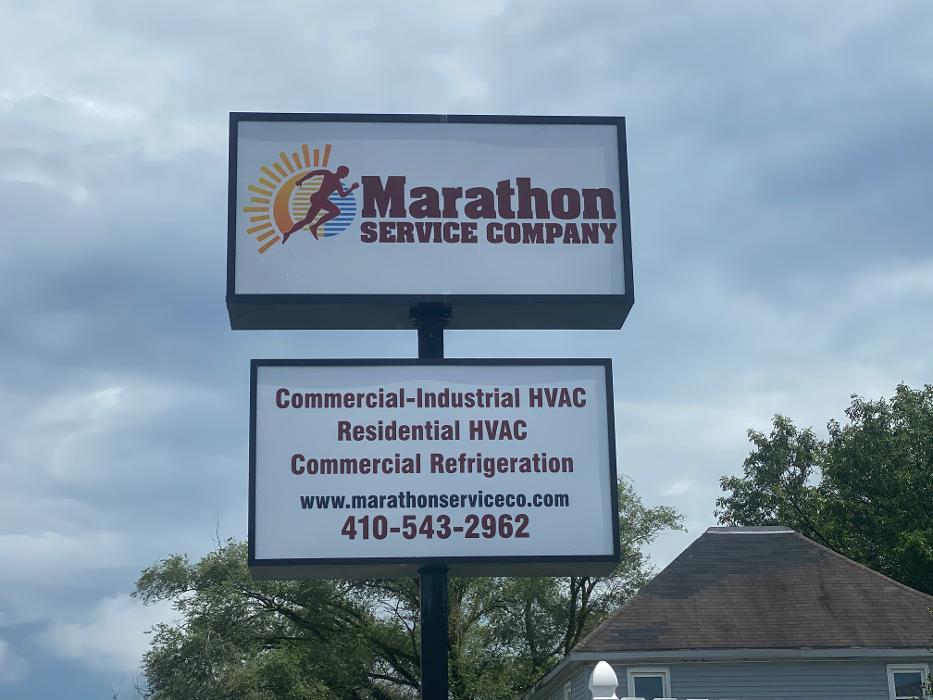 Marathon
SERVICE COMPANY
Commercial-Industrial HVAC
Residential HVAC
Commercial Refrigeration
www.marathonserviceco.com
410-543-2962